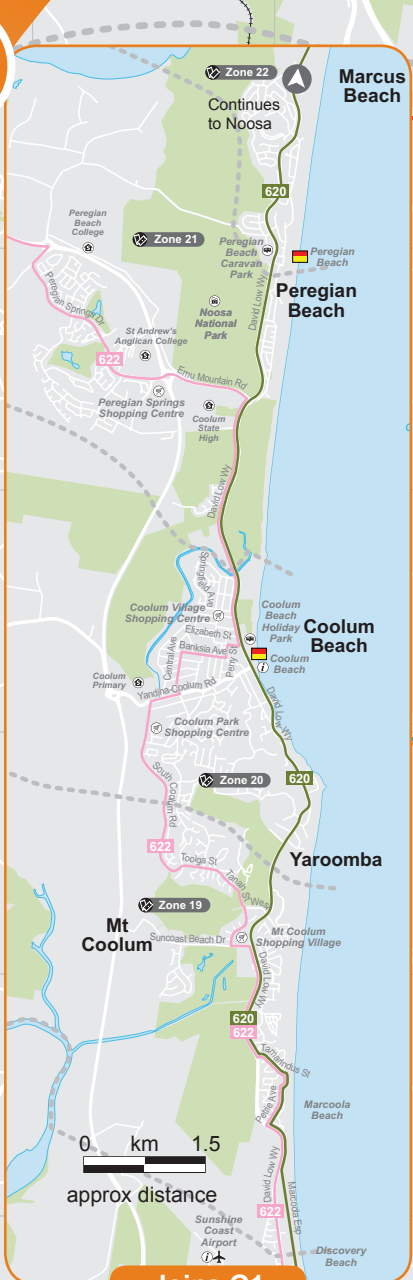 Zone 22
Marcus
Beach
Continues
to Noosa
620
Peregian
Beach
College
Zone 21
Peregian
Beach
Caravan
Park
Peregian
Beach
Peregian
Beach
David Low Wy
Noosa
National
Park
Peregian Springs Dr
St Andrew's
Anglican College
622
Emu Mountain Rd
Peregian Springs
Shopping Centre
Coolum
State
High
David Low Wy
Springfield Ave
Coolum Village
Shopping Centre
Coolum
Beach
Holiday
Park
Coolum
Beach
Elizabeth St
Banksia Ave
Perry St
Central Ave
Coolum
Beach
Coolum
Primary
Yandina-Coolum Rd
David Low Wy
Coolum Park
Shopping Centre
South Coolum Rd
Zone 20
620
622
Toolga St
Yaroomba
Tanah St West
Zone 19
Mt
Coolum
Suncoast Beach Dr
Mt Coolum
Shopping Village
David Low Wy
620
622
Tamarindus St
Petrie Ave
Marcoola
Beach
0 km 1.5
approx distance
David Low Wy
622
Marcoola Esp
Sunshine
Coast
Airport
Discovery
Beach